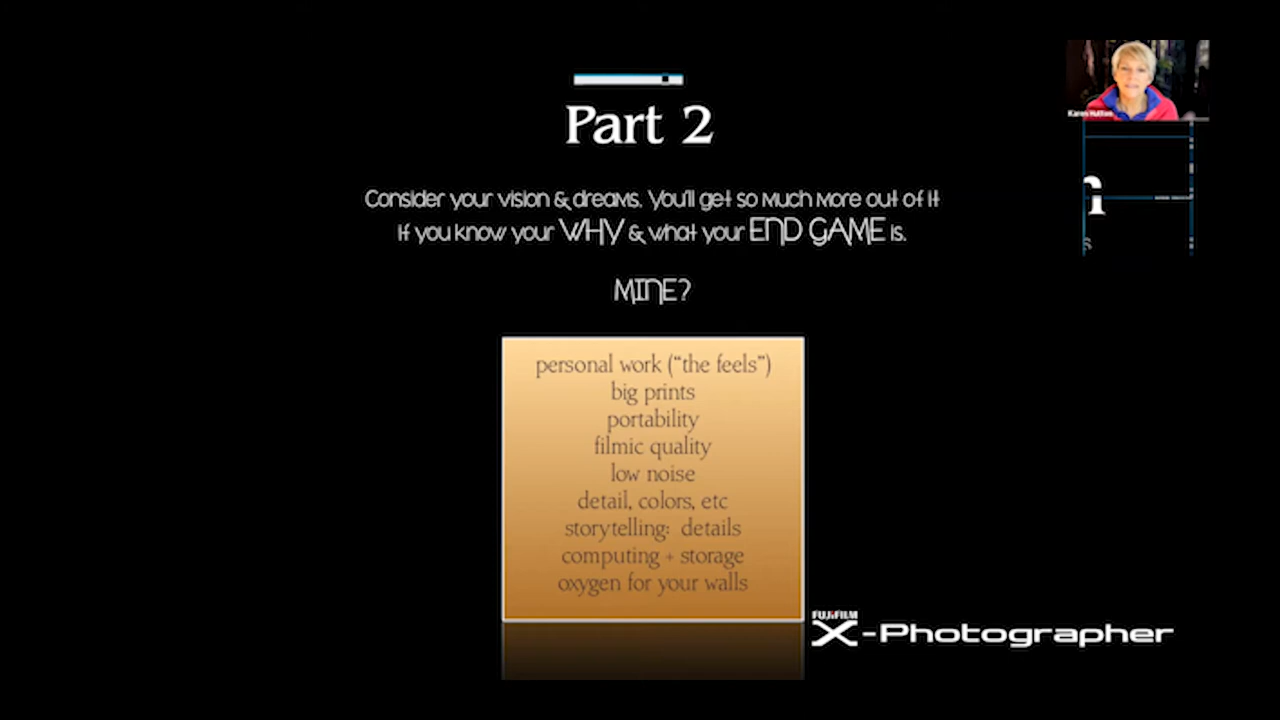 Part 2
Consider your vision & dreams. You'll get so much more out of it
if you know your WHY & what your END GAME is.
MINE?
personal work ("the feels")
big prints
portability
filmic quality
low noise
detail, colors, etc
storytelling: details
computing + storage
oxygen for your walls
Karen Hutton
FUJIFILM
X-Photographer